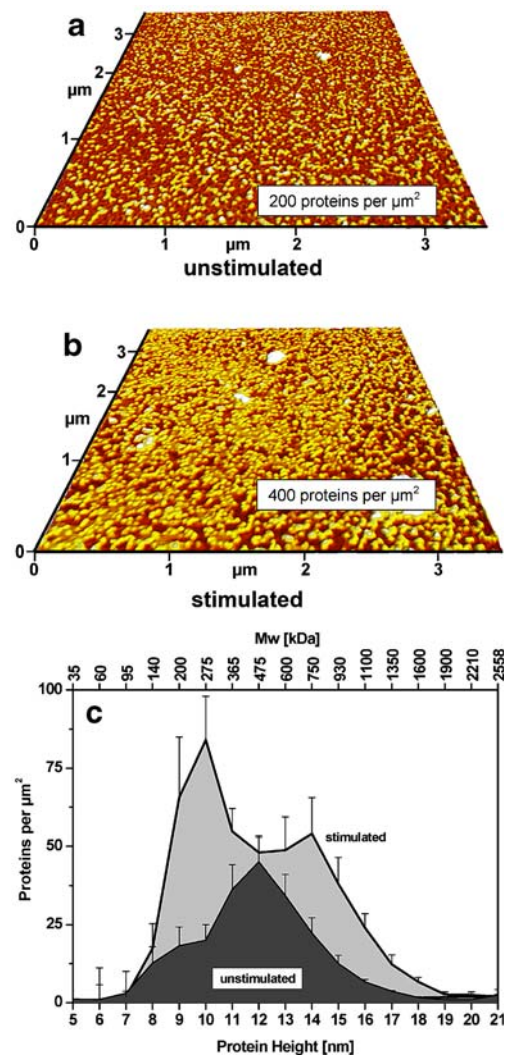 a
3
2
µm
1
0
200 proteins per µm²
0 1 2 3
µm
unstimulated
b
3
2
µm
1
0
400 proteins per µm²
0 1 2 3
µm
stimulated
Mw [kDa]
35 60 95 140 200 275 365 475 600 750 930 1100 1350 1600 1900 2210 2558
c
100
75
50
25
0
Proteins per µm²
stimulated
unstimulated
5 6 7 8 9 10 11 12 13 14 15 16 17 18 19 20 21
Protein Height [nm]